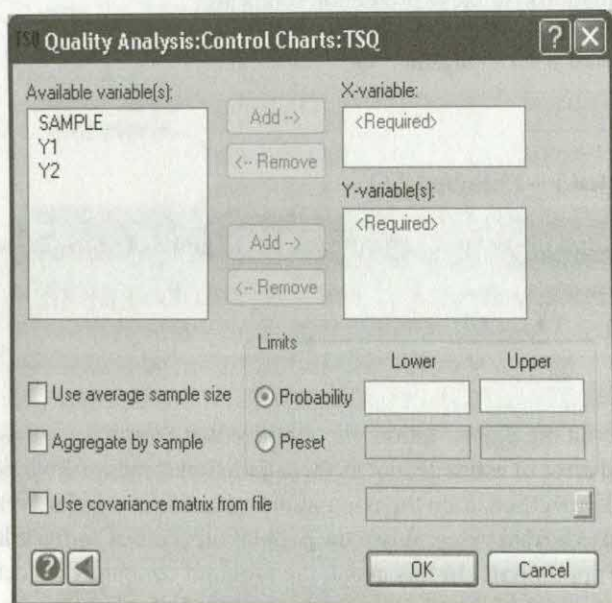 TSQ Quality Analysis:Control Charts:TSQ
Available variable(s):
SAMPLE
Y1
Y2
Add -->
<-- Remove
X-variable:
<Required>
Add -->
<-- Remove
Y-variable(s):
<Required>
Limits
Lower Upper
Use average sample size
Probability
Aggregate by sample
Preset
Use covariance matrix from file
OK Cancel